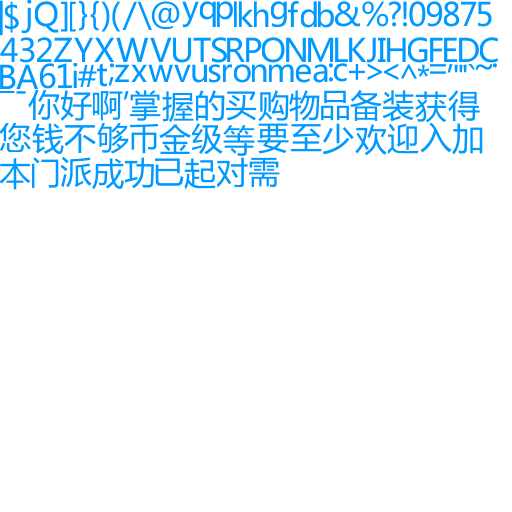 |$jQ][}{)(/\@yqplkhgfdb&%?!09875
432ZYXWVUTSRPONMLKJIHGFEDC
BA61i#t;zxwvusronmea:c+><^*='"`~
_-你好啊'掌握的买购物品备装获得
您钱不够币金级等要至少欢迎入加
本门派成功已起对需